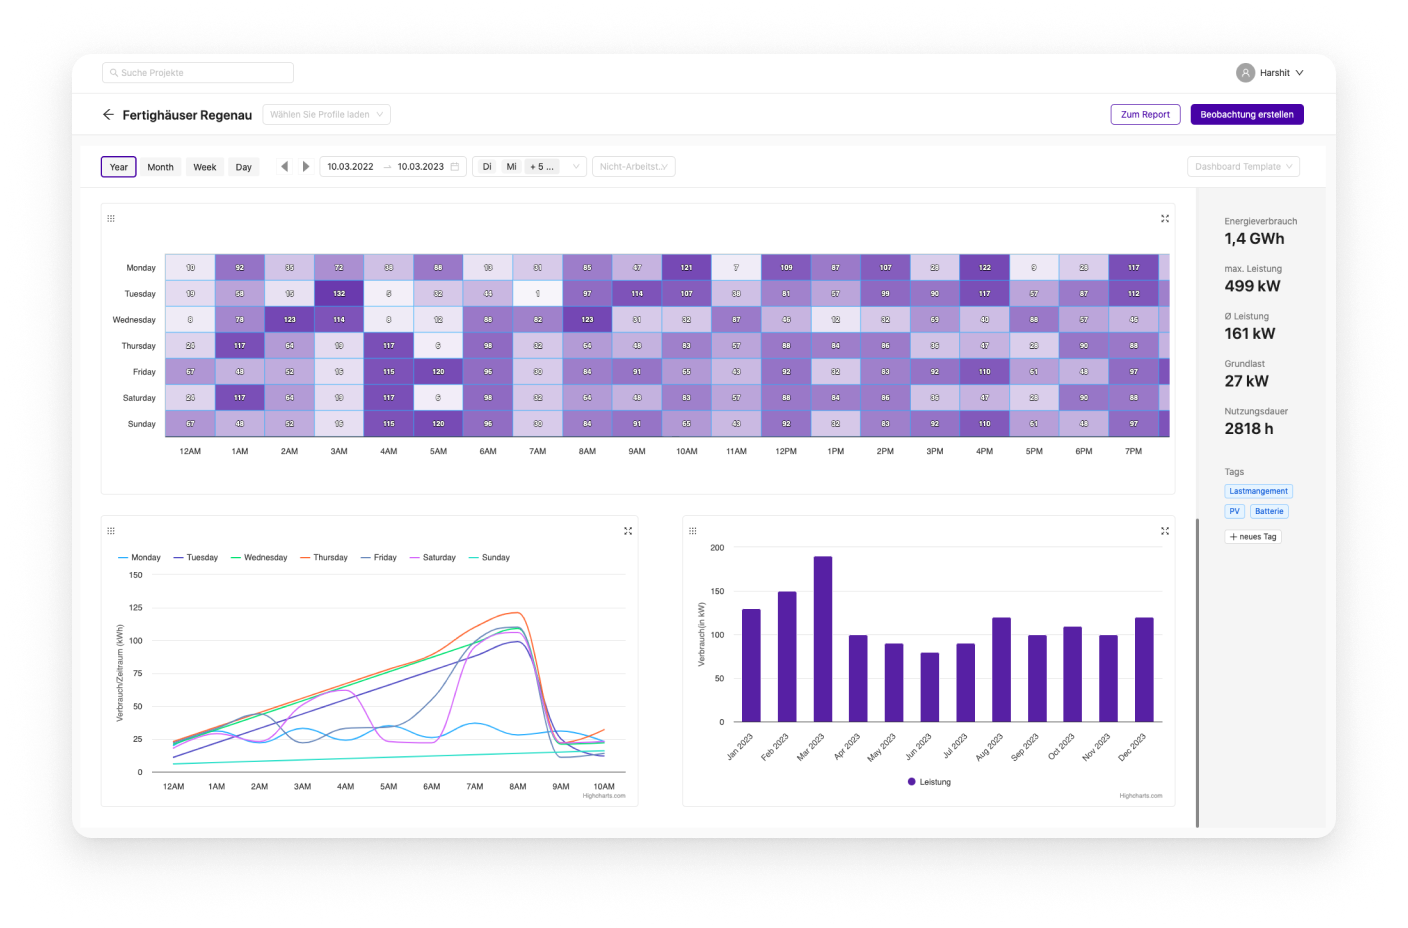 Suche Projekte
Harshit
Fertighäuser Regenau
Wählen Sie Profile laden
Zum Report
Beobachtung erstellen
Year Month Week Day
10.03.2022 → 10.03.2023
Di Mi + 5 ...
Nicht-Arbeitst..
Dashboard Template
Monday 10 92 35 72 38 88 13 31 85 47 121 7 109 87 107 28 122 9 28 117
Tuesday 19 58 15 132 5 32 44 1 97 114 107 38 81 57 99 90 117 57 87 112
Wednesday 8 78 123 114 8 12 88 82 123 31 32 87 46 12 32 69 40 88 57 46
Thursday 24 117 64 19 117 6 98 32 64 48 83 57 88 84 86 36 47 28 90 88
Friday 67 48 52 16 115 120 96 30 84 91 65 43 92 32 83 92 110 61 48 97
Saturday 24 117 64 19 117 6 98 32 64 48 83 57 88 84 86 36 47 28 90 88
Sunday 67 48 52 16 115 120 96 30 84 91 65 43 92 32 83 92 110 61 48 97
12AM 1AM 2AM 3AM 4AM 5AM 6AM 7AM 8AM 9AM 10AM 11AM 12PM 1PM 2PM 3PM 4PM 5PM 6PM 7PM
Energieverbrauch
1,4 GWh
max. Leistung
499 kW
Ø Leistung
161 kW
Grundlast
27 kW
Nutzungsdauer
2818 h
Tags
Lastmangement
PV Batterie
+ neues Tag
Monday Tuesday Wednesday Thursday Friday Saturday Sunday
Verbrauch/Zeitraum (kWh)
150
125
100
75
50
25
0
12AM 1AM 2AM 3AM 4AM 5AM 6AM 7AM 8AM 9AM 10AM
Highcharts.com
Verbrauch(in kW)
200
150
100
50
0
Jan 2023 Feb 2023 Mar 2023 Apr 2023 May 2023 Jun 2023 Jul 2023 Aug 2023 Sep 2023 Oct 2023 Nov 2023 Dec 2023
Leistung
Highcharts.com